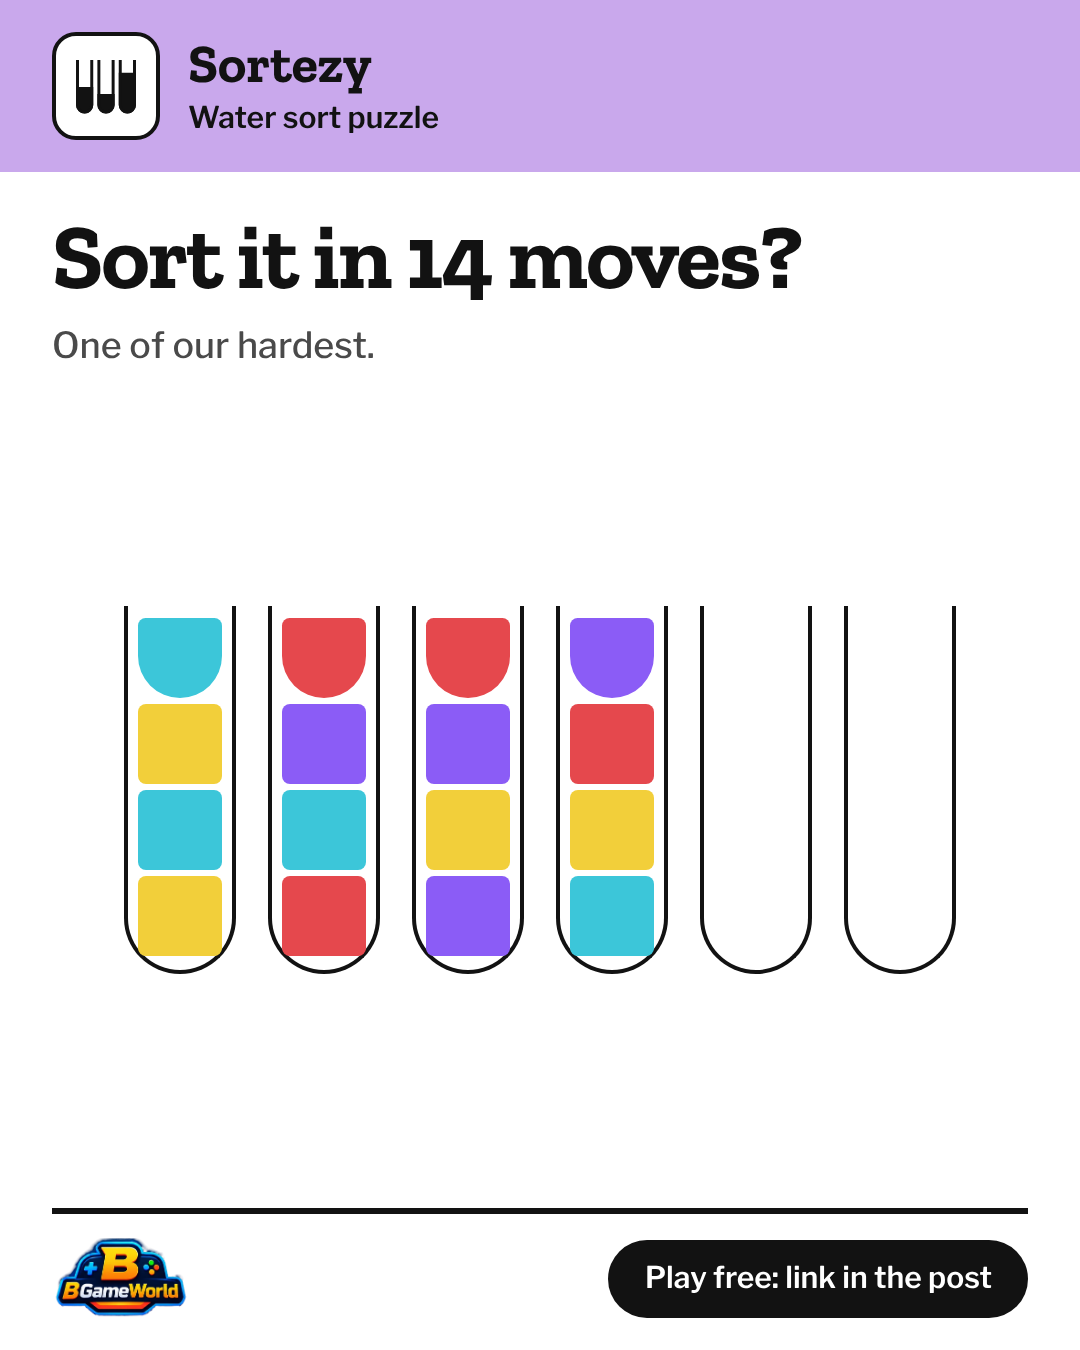 Sortezy
Water sort puzzle
Sort it in 14 moves?
One of our hardest.
B
BGameWorld
Play free: link in the post